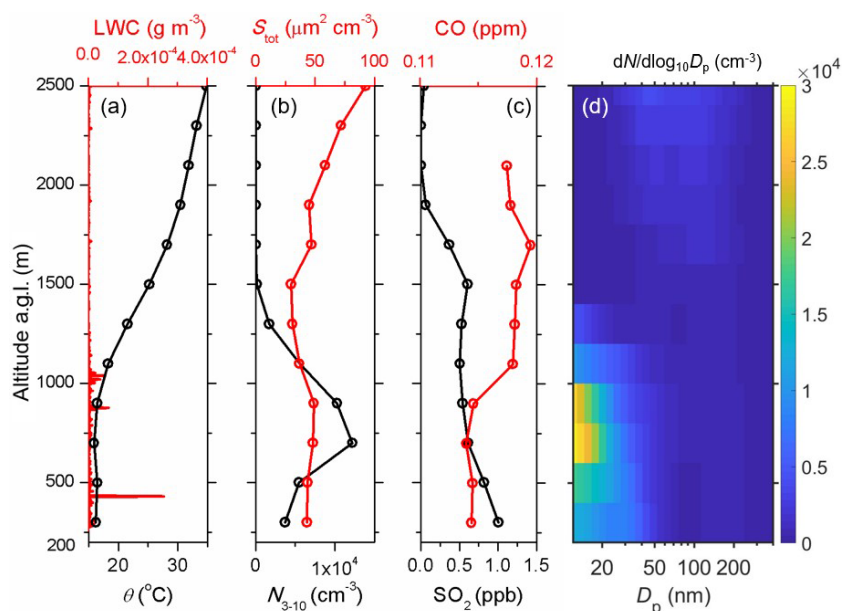 LWC (g m⁻³)
0.0 2.0x10⁻⁴ 4.0x10⁻⁴
S_tot (μm² cm⁻³)
0 50 100
CO (ppm)
0.11 0.12
dN/dlog₁₀D_p (cm⁻³)
×10⁴
(a) (b) (c) (d)
Altitude a.g.l. (m)
2500
2000
1500
1000
500
200
3
2.5
2
1.5
1
0.5
0
20 30
θ (°C)
1x10⁴
N₃₋₁₀ (cm⁻³)
0.0 0.5 1.0 1.5
SO₂ (ppb)
20 50 100 200
D_p (nm)